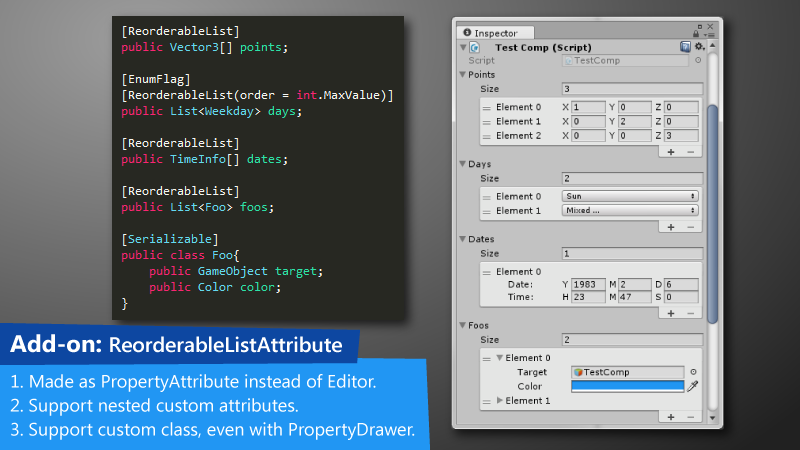 [ReorderableList]
public Vector3[] points;
[EnumFlag]
[ReorderableList(order = int.MaxValue)]
public List<Weekday> days;
[ReorderableList]
public TimeInfo[] dates;
[ReorderableList]
public List<Foo> foos;
[Serializable]
public class Foo{
public GameObject target;
public Color color;
}
Add-on: ReorderableListAttribute
1. Made as PropertyAttribute instead of Editor.
2. Support nested custom attributes.
3. Support custom class, even with PropertyDrawer.
Inspector
Test Comp (Script)
Script TestComp
Points
Size 3
Element 0 X 1 Y 0 Z 0
Element 1 X 0 Y 2 Z 0
Element 2 X 0 Y 0 Z 3
+ −
Days
Size 2
Element 0 Sun
Element 1 Mixed ...
+ −
Dates
Size 1
Element 0
Date: Y 1983 M 2 D 6
Time: H 23 M 47 S 0
+ −
Foos
Size 2
Element 0
Target TestComp
Color
Element 1
+ −